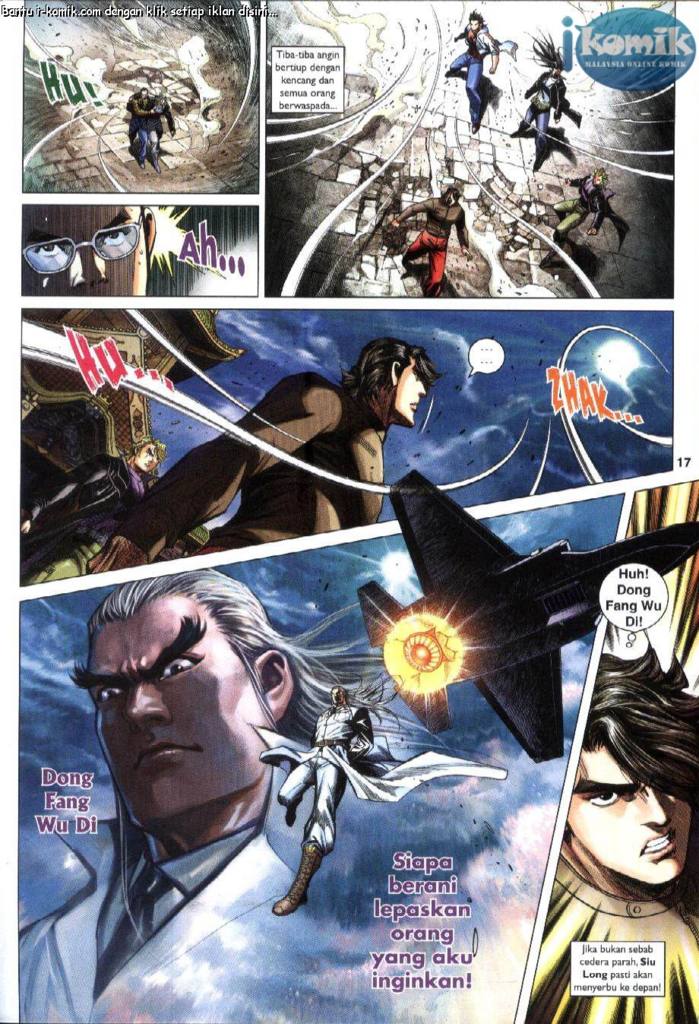 Bantu i-komik.com dengan klik setiap iklan disini...
ikomik
MALAYSIA ONLINE KOMIK
HU!
Tiba-tiba angin
bertiup dengan
kencang dan
semua orang
berwaspada...
Ah...
HU...
...
ZHAK...
17
Huh!
Dong
Fang Wu
Di!
Dong
Fang
Wu Di
Siapa
berani
lepaskan
orang
yang aku
inginkan!
Jika bukan sebab
cedera parah, Siu
Long pasti akan
menyerbu ke depan!